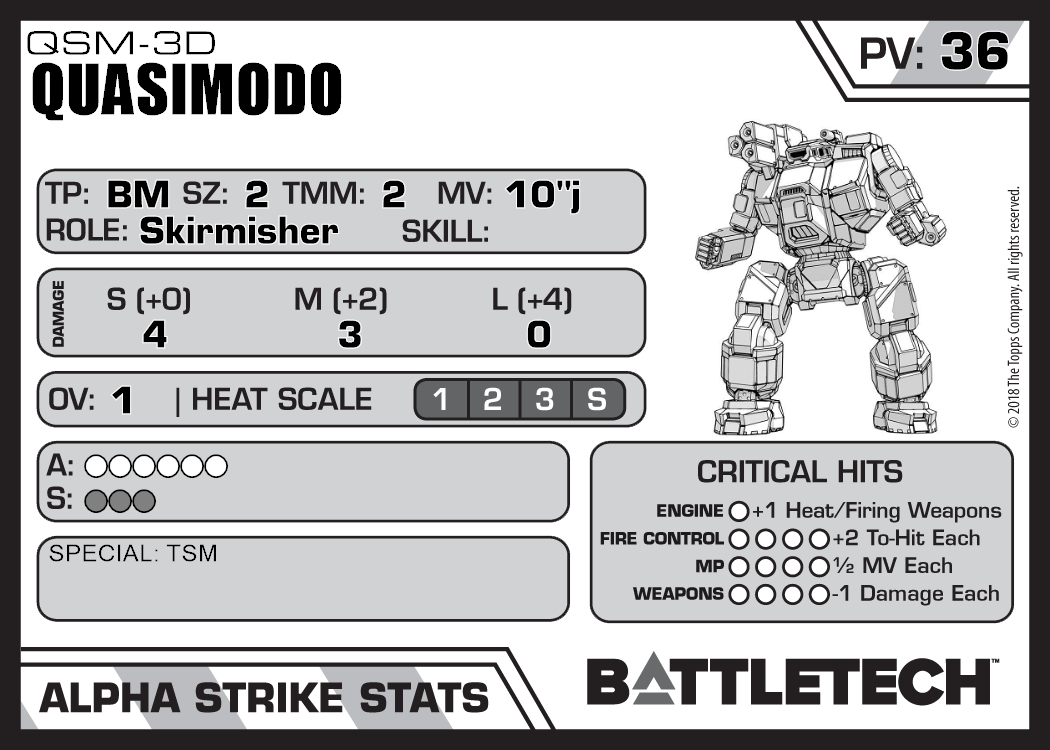 QSM-3D
QUASIMODO
PV: 36
TP: BM SZ: 2 TMM: 2 MV: 10"j
ROLE: Skirmisher SKILL:
DAMAGE
S (+0) M (+2) L (+4)
4 3 0
OV: 1 | HEAT SCALE 1 2 3 S
A:
S:
SPECIAL: TSM
© 2018 The Topps Company. All rights reserved.
CRITICAL HITS
ENGINE +1 Heat/Firing Weapons
FIRE CONTROL +2 To-Hit Each
MP ½ MV Each
WEAPONS -1 Damage Each
ALPHA STRIKE STATS
BATTLETECH™